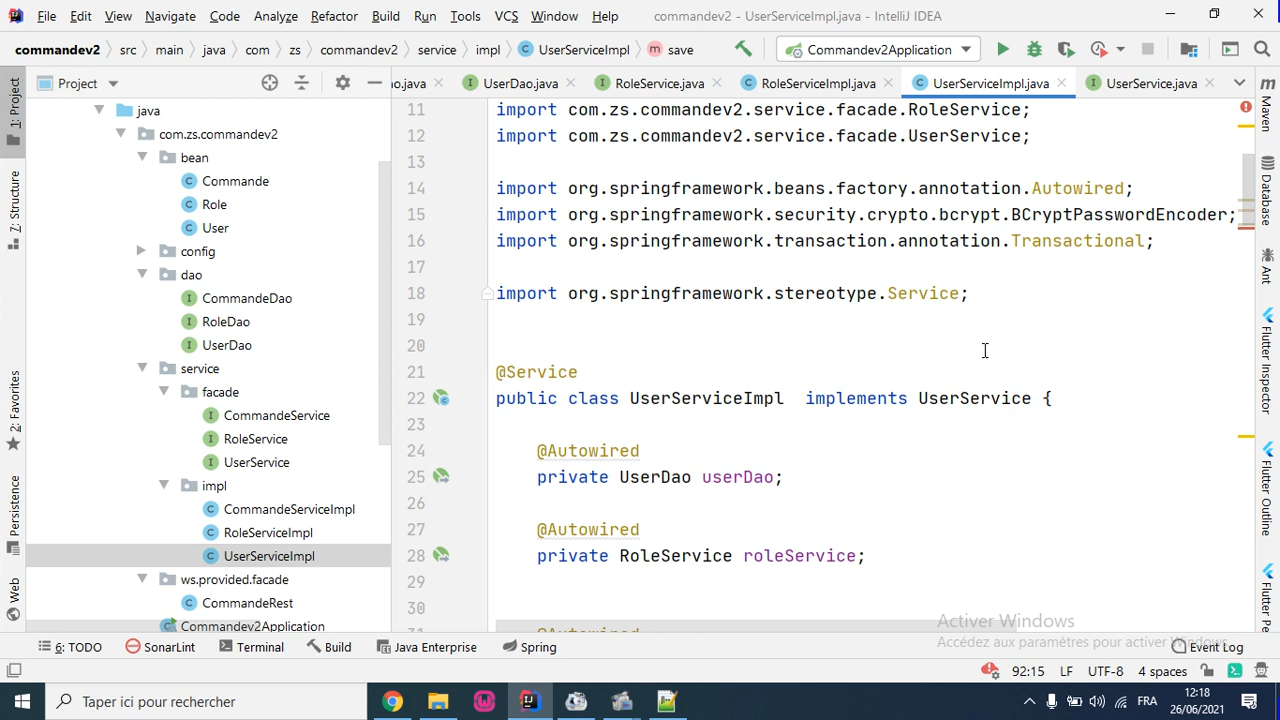 File Edit View Navigate Code Analyze Refactor Build Run Tools VCS Window Help commandev2 - UserServiceImpl.java - IntelliJ IDEA
commandev2 src main java com zs commandev2 service impl UserServiceImpl save Commandev2Application
Project
ao.java UserDao.java RoleService.java RoleServiceImpl.java UserServiceImpl.java UserService.java
1: Project
Z: Structure
2: Favorites
Persistence
Web
java
com.zs.commandev2
bean
Commande
Role
User
config
dao
CommandeDao
RoleDao
UserDao
service
facade
CommandeService
RoleService
UserService
impl
CommandeServiceImpl
RoleServiceImpl
UserServiceImpl
ws.provided.facade
CommandeRest
Commandev2Application
11 import com.zs.commandev2.service.facade.RoleService;
12 import com.zs.commandev2.service.facade.UserService;
13
14 import org.springframework.beans.factory.annotation.Autowired;
15 import org.springframework.security.crypto.bcrypt.BCryptPasswordEncoder;
16 import org.springframework.transaction.annotation.Transactional;
17
18 import org.springframework.stereotype.Service;
19
20
21 @Service
22 public class UserServiceImpl  implements UserService {
23
24 @Autowired
25 private UserDao userDao;
26
27 @Autowired
28 private RoleService roleService;
29
30
31 @Autowired
m Maven
Database
Ant
Flutter Inspector
Flutter Outline
Flutter Pe
Activer Windows
Accédez aux paramètres pour activer Windows.
6: TODO SonarLint Terminal Build Java Enterprise Spring Event Log
92:15 LF UTF-8 4 spaces
Taper ici pour rechercher
FRA
12:18
26/06/2021